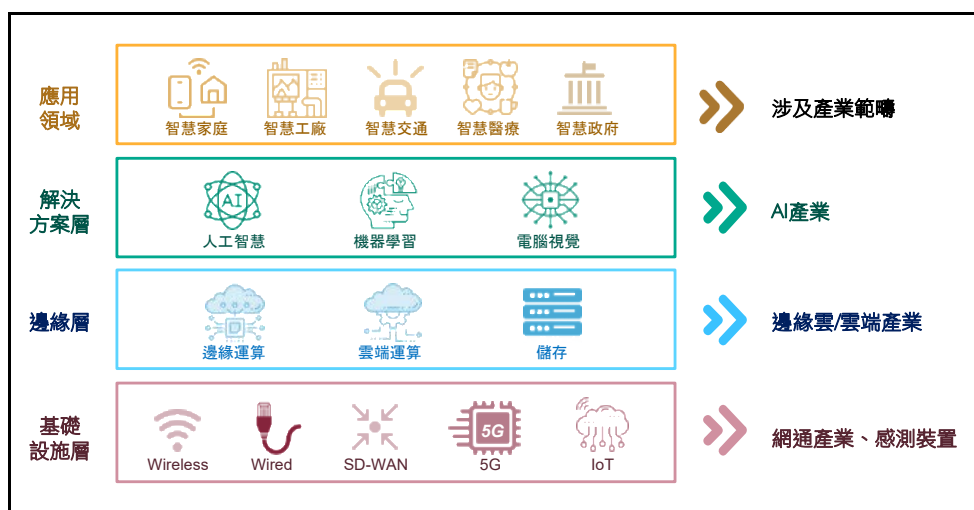 應用
領域
智慧家庭
智慧工廠
智慧交通
智慧醫療
智慧政府
涉及產業範疇
解決
方案層
AI
人工智慧
機器學習
電腦視覺
AI產業
邊緣層
邊緣運算
雲端運算
儲存
邊緣雲/雲端產業
基礎
設施層
Wireless
Wired
SD-WAN
5G
5G
IoT
網通產業、感測裝置